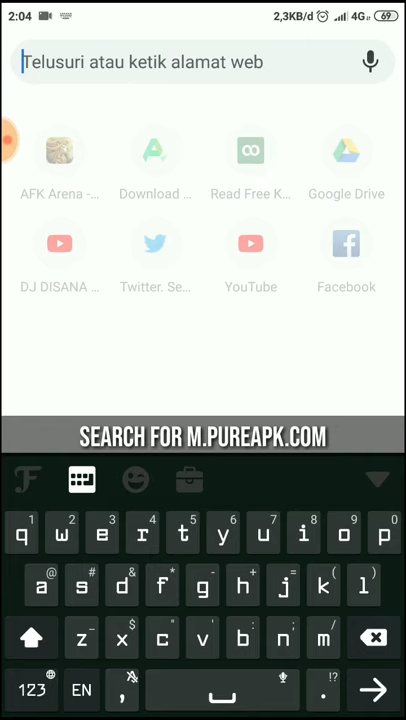 2:04 2,3KB/d 4G 69
Telusuri atau ketik alamat web
AFK Arena -... Download ... Read Free K... Google Drive
DJ DISANA ... Twitter. Se... YouTube Facebook
SEARCH FOR M.PUREAPK.COM
F
1 2 3 4 5 6 7 8 9 0
q w e r t y u i o p
@ # & * - + = ( )
a s d f g h j k l
_ $ " ' : ; /
z x c v b n m
!?
123 EN , .